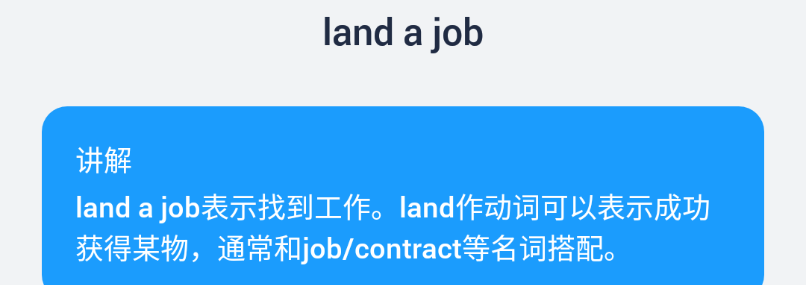 land a job
讲解
land a job表示找到工作。land作动词可以表示成功
获得某物，通常和job/contract等名词搭配。